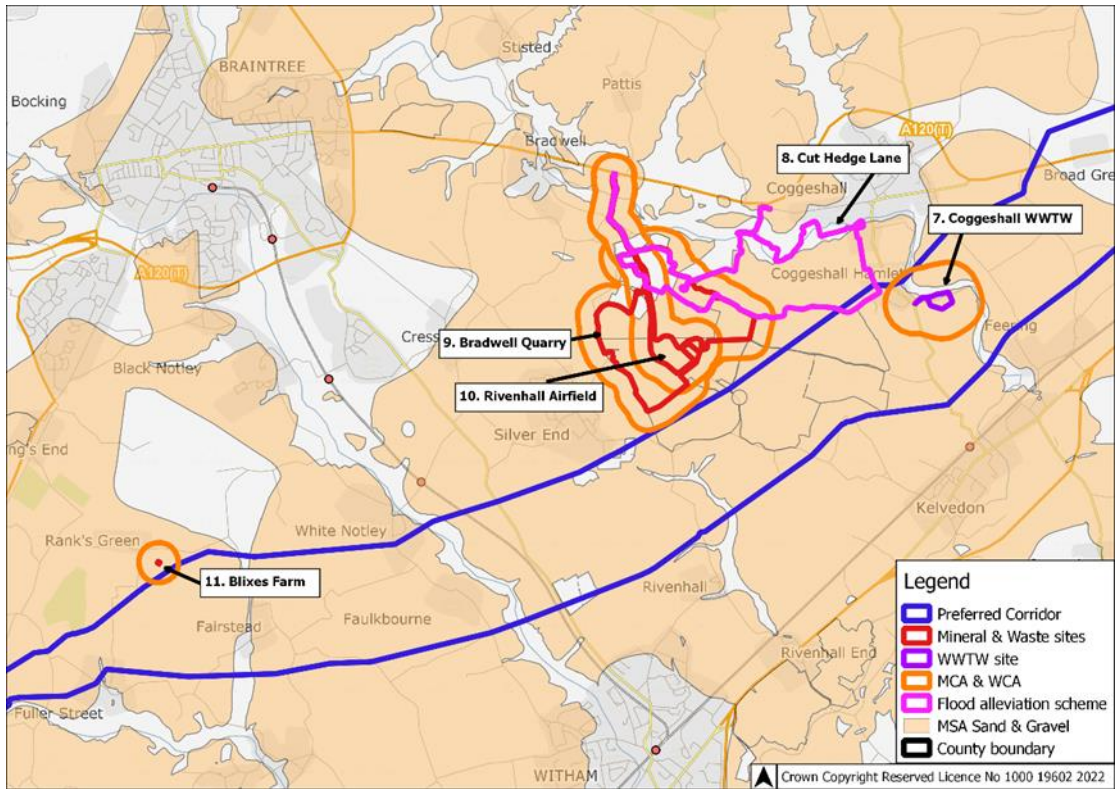 Stisted
BRAINTREE
Pattis
Bocking
Bradwell
A120(T)
8. Cut Hedge Lane
Broad Gre
Coggeshall
7. Coggeshall WWTW
A120(T)
Coggeshall Hamlet
Feering
Cress
9. Bradwell Quarry
Black Notley
10. Rivenhall Airfield
Silver End
ng's End
Kelvedon
White Notley
Rank's Green
11. Blixes Farm
Rivenhall
Faulkbourne
Fairstead
Rivenhall End
Fuller Street
WITHAM
Legend
Preferred Corridor
Mineral & Waste sites
WWTW site
MCA & WCA
Flood alleviation scheme
MSA Sand & Gravel
County boundary
Crown Copyright Reserved Licence No 1000 19602 2022